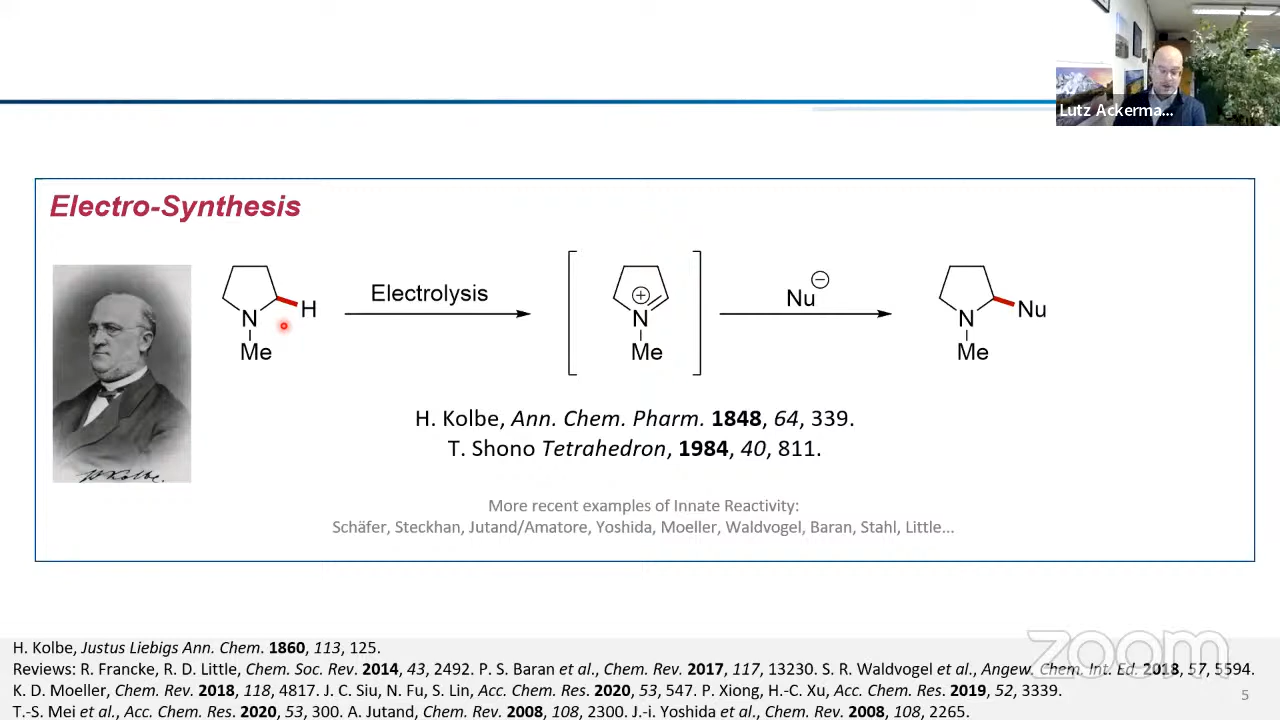 Lutz Ackerma...
Electro-Synthesis
H
N
Me
Electrolysis
N
Me
Nu
N
Nu
Me
H. Kolbe, Ann. Chem. Pharm. 1848, 64, 339.
T. Shono Tetrahedron, 1984, 40, 811.
More recent examples of Innate Reactivity:
Schäfer, Steckhan, Jutand/Amatore, Yoshida, Moeller, Waldvogel, Baran, Stahl, Little...
H. Kolbe, Justus Liebigs Ann. Chem. 1860, 113, 125.
Reviews: R. Francke, R. D. Little, Chem. Soc. Rev. 2014, 43, 2492. P. S. Baran et al., Chem. Rev. 2017, 117, 13230. S. R. Waldvogel et al., Angew. Chem. Int. Ed. 2018, 57, 5594.
K. D. Moeller, Chem. Rev. 2018, 118, 4817. J. C. Siu, N. Fu, S. Lin, Acc. Chem. Res. 2020, 53, 547. P. Xiong, H.-C. Xu, Acc. Chem. Res. 2019, 52, 3339.
T.-S. Mei et al., Acc. Chem. Res. 2020, 53, 300. A. Jutand, Chem. Rev. 2008, 108, 2300. J.-i. Yoshida et al., Chem. Rev. 2008, 108, 2265.
zoom
5